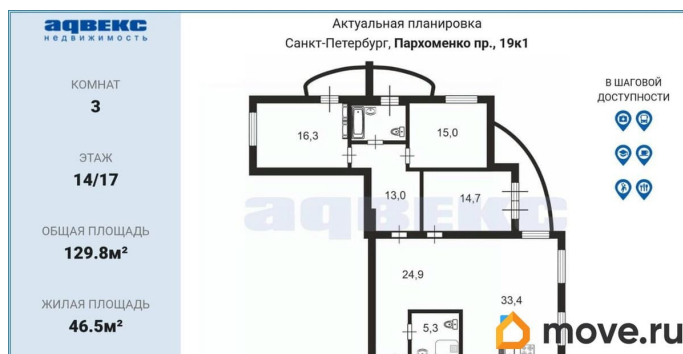 адвекс
недвижимость
КОМНАТ
3
ЭТАЖ
14/17
ОБЩАЯ ПЛОЩАДЬ
129.8м²
ЖИЛАЯ ПЛОЩАДЬ
46.5м²
Актуальная планировка
Санкт-Петербург, Пархоменко пр., 19к1
16,3
15,0
13,0
14,7
адвекс
24,9
33,4
5,3
В ШАГОВОЙ
ДОСТУПНОСТИ
move.ru